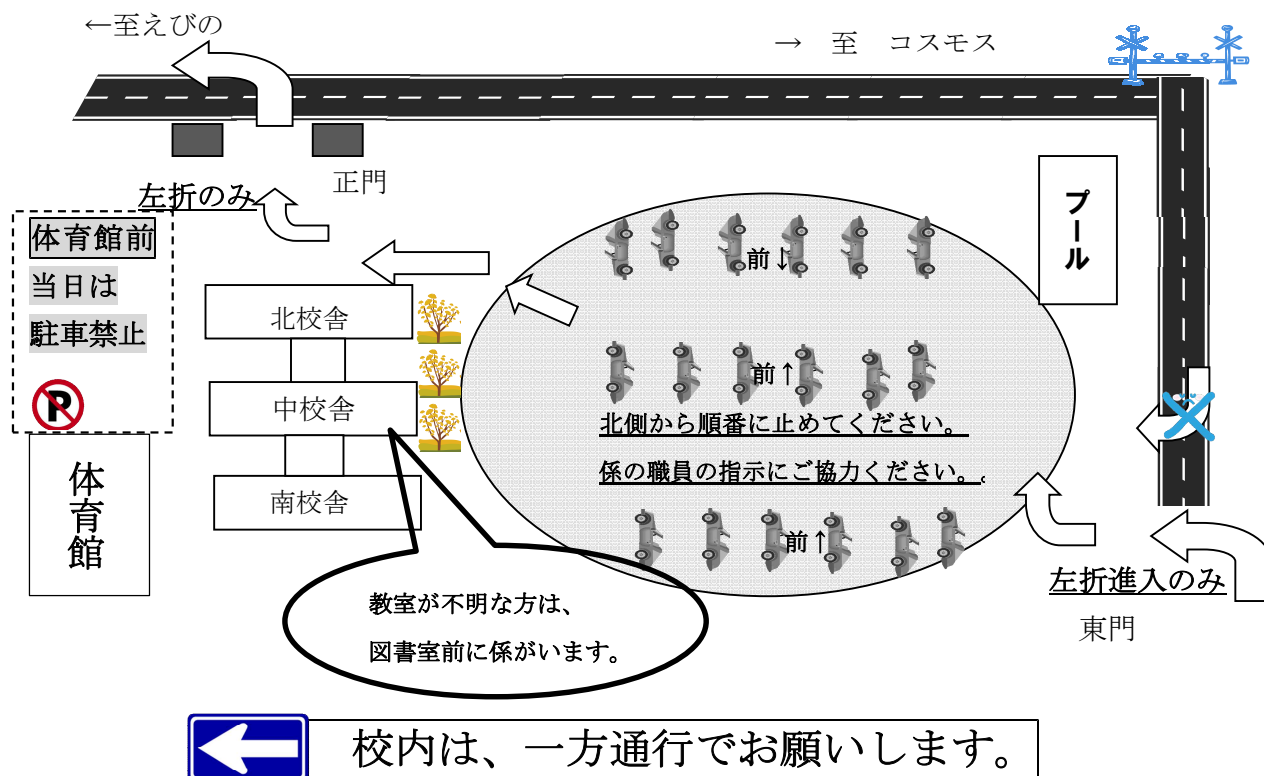 ←至えびの
→ 至 コスモス
正門
左折のみ
プール
体育館前
当日は
駐車禁止
P
前↓
北校舎
前↑
中校舎
北側から順番に止めてください。
係の職員の指示にご協力ください。.
体育館
南校舎
前↑
左折進入のみ
東門
教室が不明な方は、
図書室前に係がいます。
校内は、一方通行でお願いします。